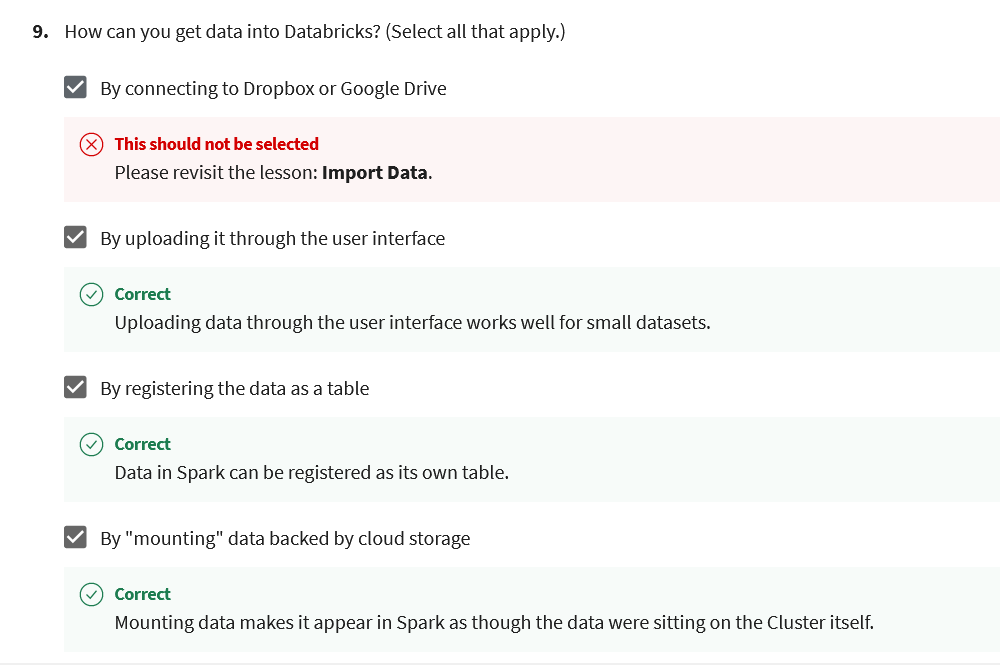 9. How can you get data into Databricks? (Select all that apply.)
By connecting to Dropbox or Google Drive
This should not be selected
Please revisit the lesson: Import Data.
By uploading it through the user interface
Correct
Uploading data through the user interface works well for small datasets.
By registering the data as a table
Correct
Data in Spark can be registered as its own table.
By "mounting" data backed by cloud storage
Correct
Mounting data makes it appear in Spark as though the data were sitting on the Cluster itself.